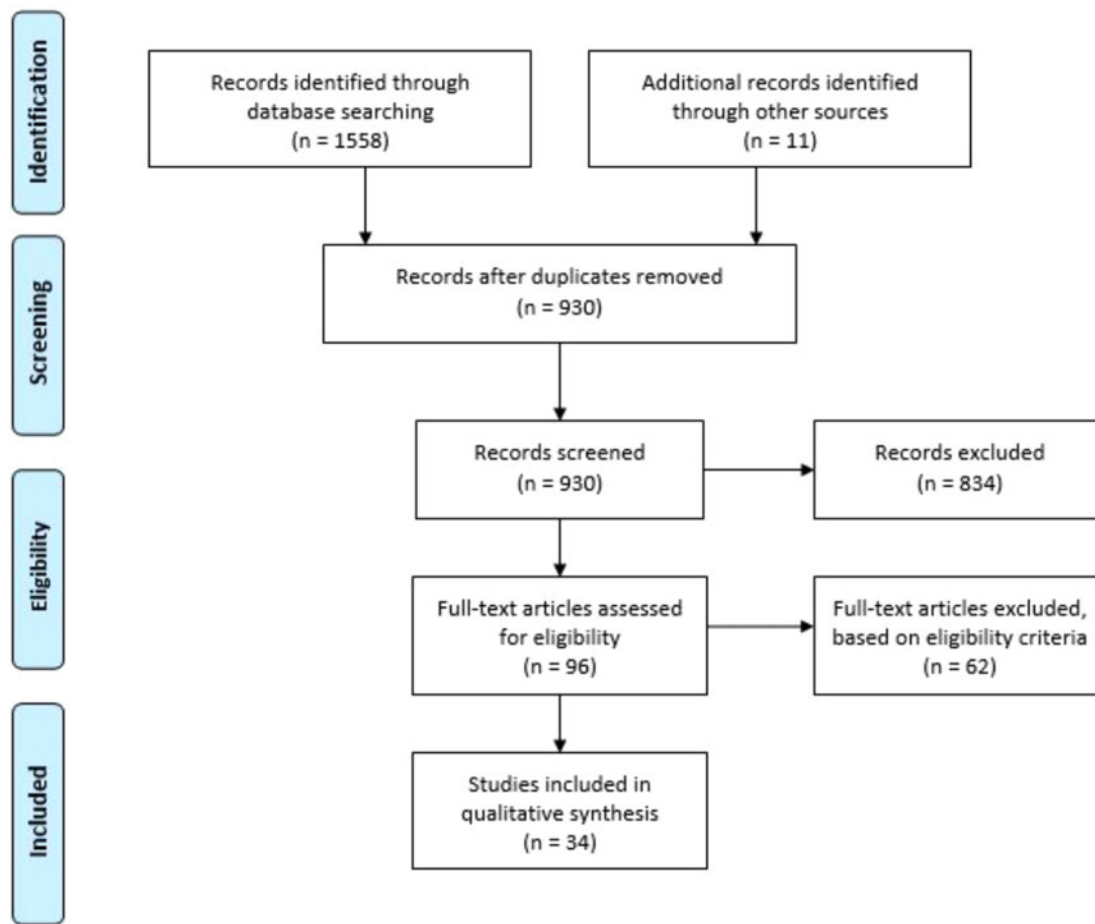 Identification
Records identified through
database searching
(n = 1558)
Additional records identified
through other sources
(n = 11)
Screening
Records after duplicates removed
(n = 930)
Records screened
(n = 930)
Records excluded
(n = 834)
Eligibility
Full-text articles assessed
for eligibility
(n = 96)
Full-text articles excluded,
based on eligibility criteria
(n = 62)
Included
Studies included in
qualitative synthesis
(n = 34)